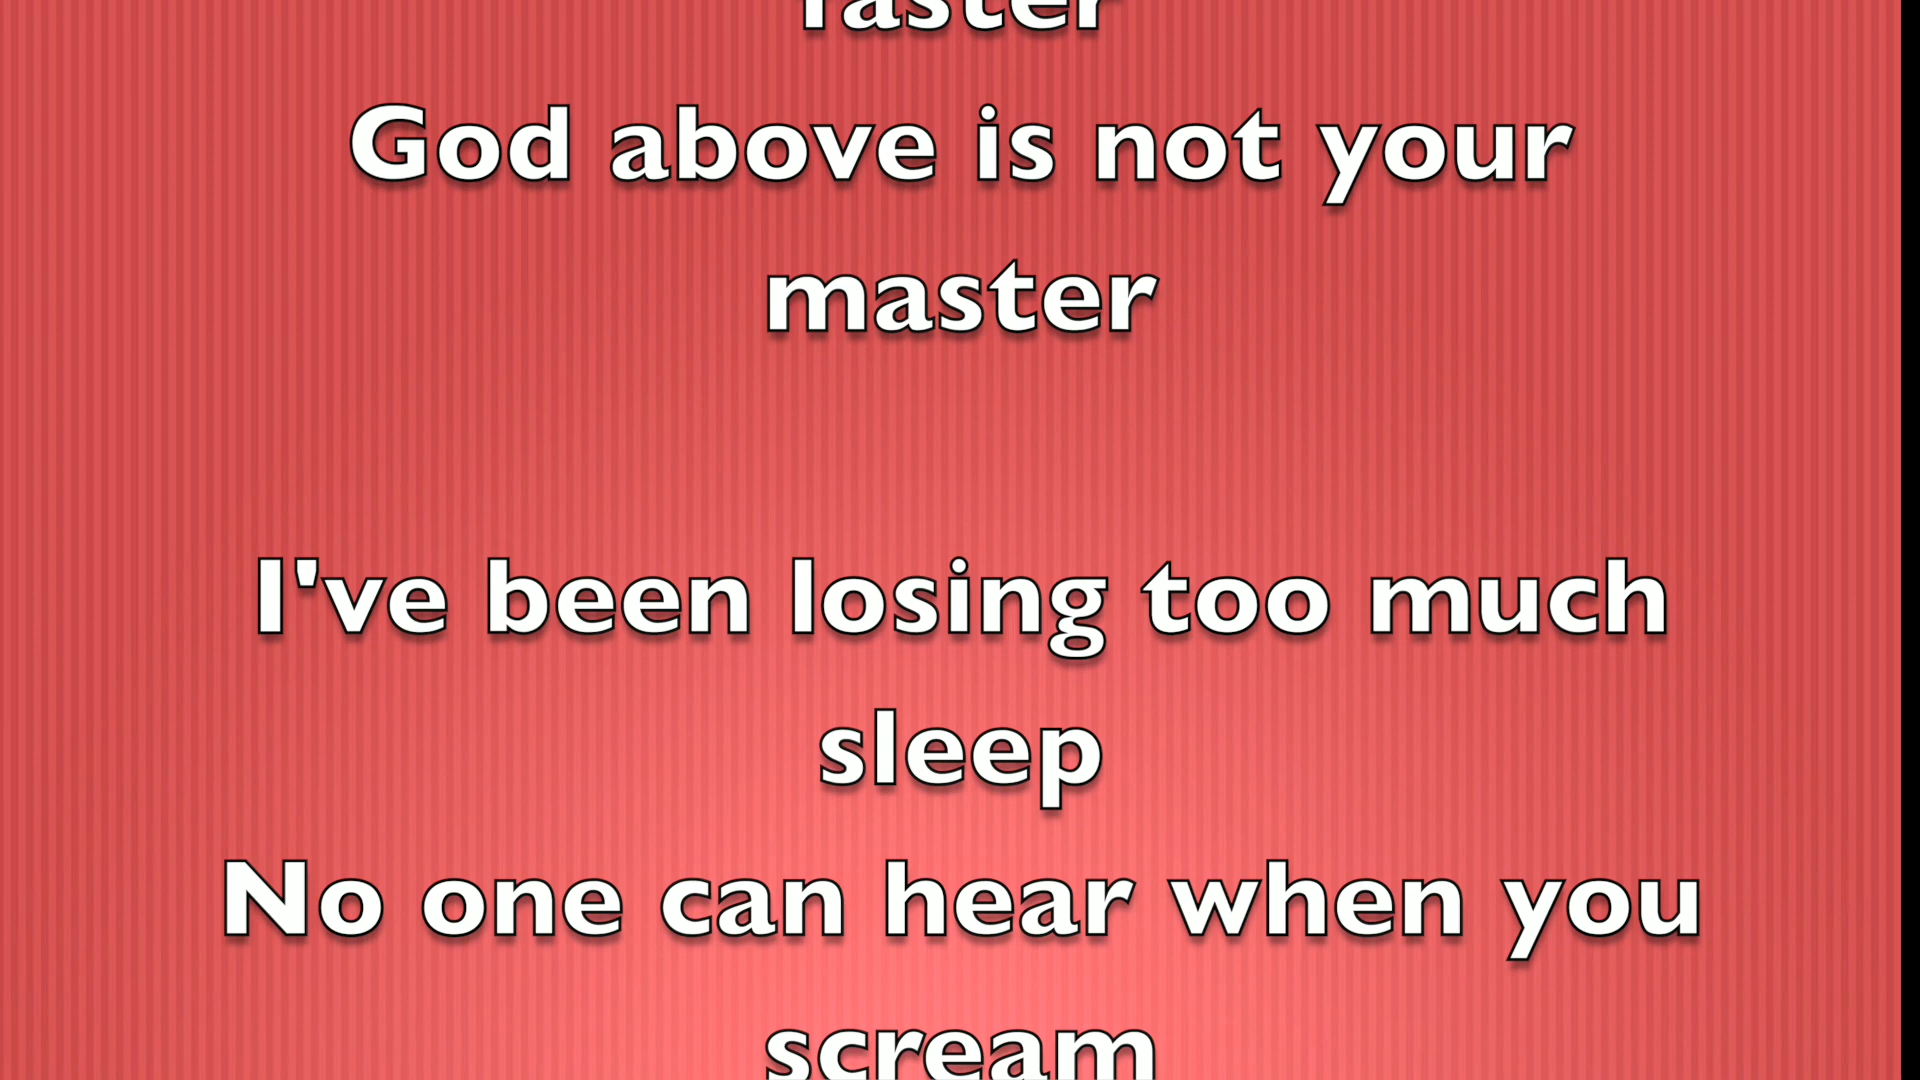 faster
God above is not your
master
I've been losing too much
sleep
No one can hear when you
scream